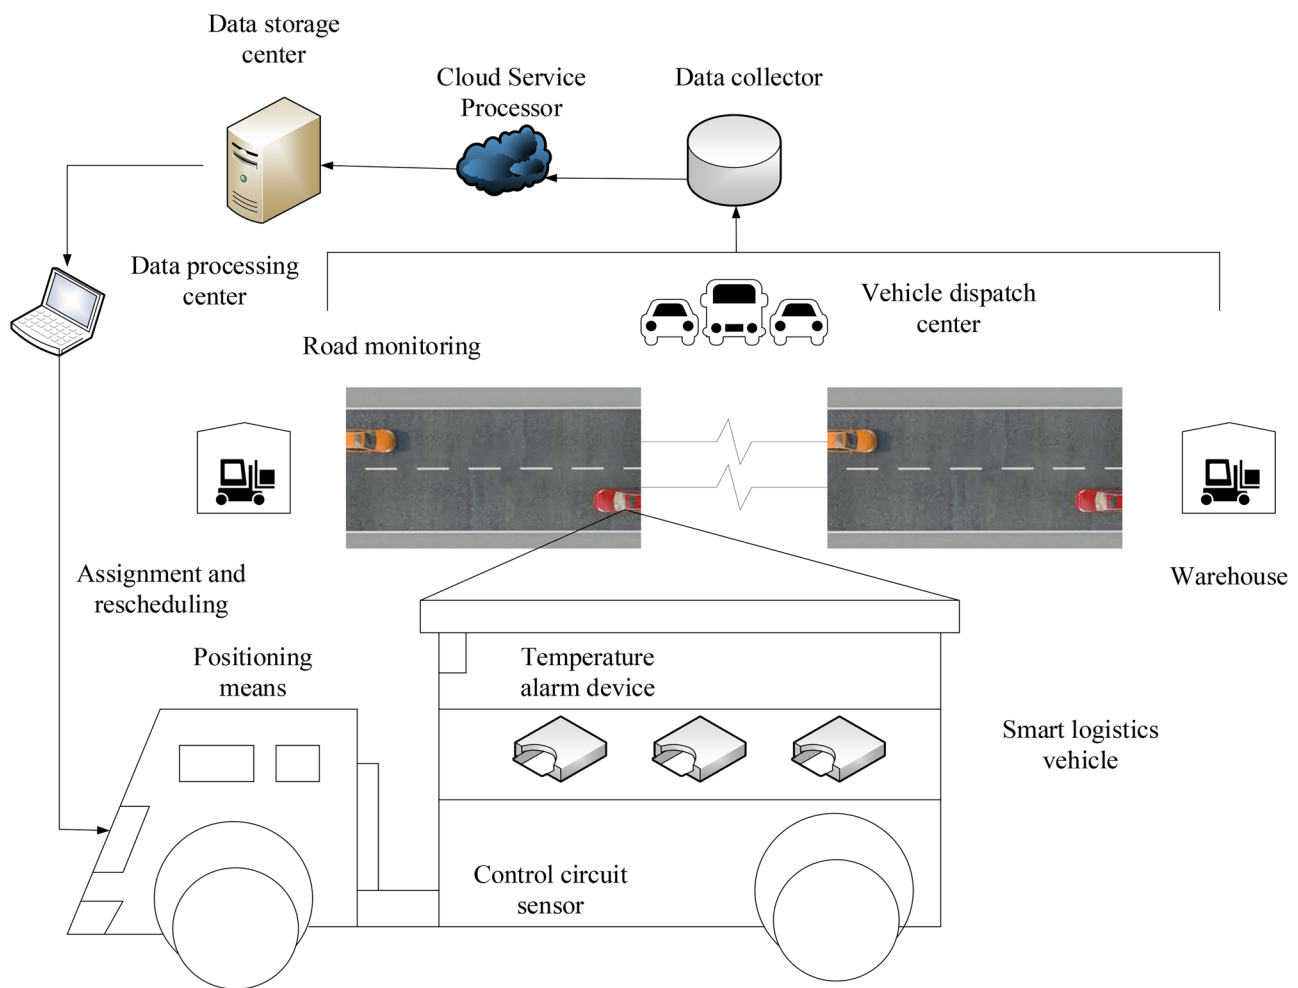 Data storage
center
Cloud Service
Processor
Data collector
Data processing
center
Vehicle dispatch
center
Road monitoring
Assignment and
rescheduling
Warehouse
Positioning
means
Temperature
alarm device
Smart logistics
vehicle
Control circuit
sensor